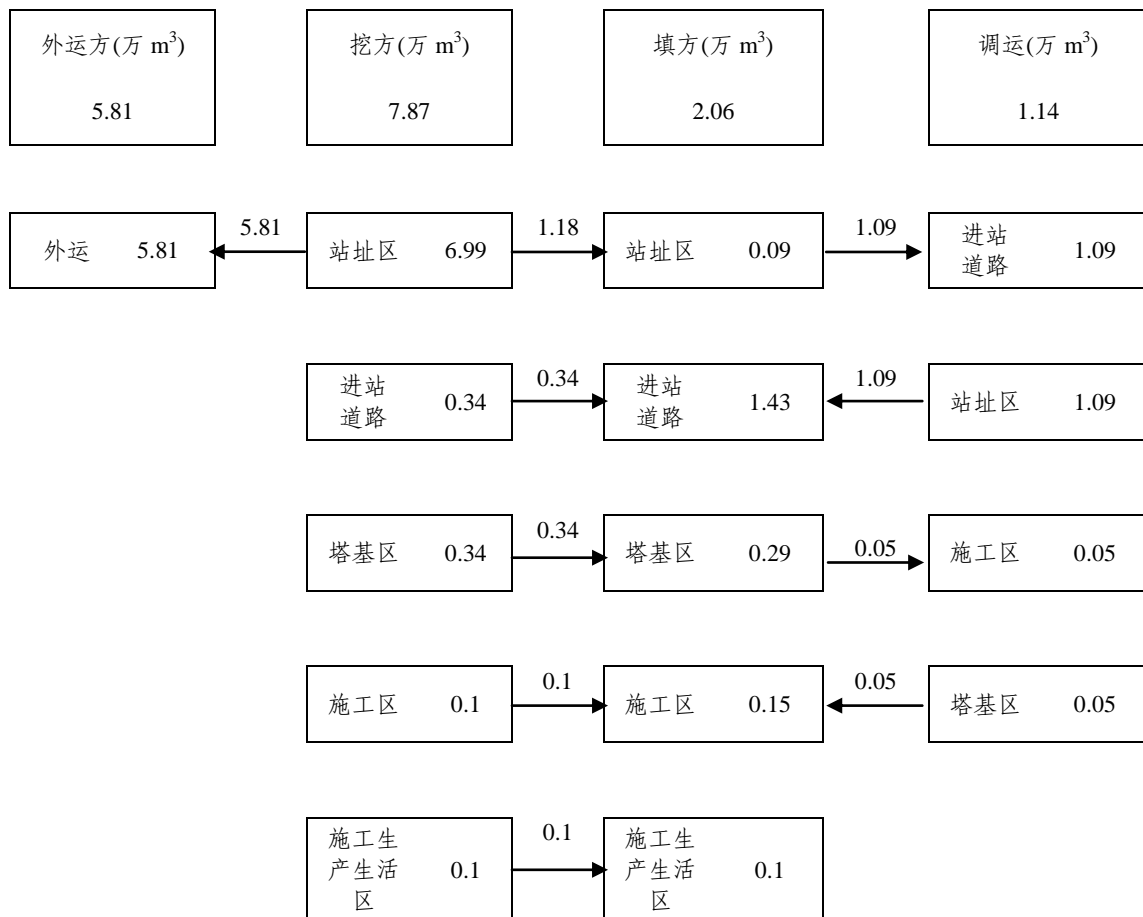 外运方(万 m³)
5.81
挖方(万 m³)
7.87
填方(万 m³)
2.06
调运(万 m³)
1.14
外运 5.81
5.81
站址区 6.99
1.18
站址区 0.09
1.09
进站
道路 1.09
进站
道路 0.34
0.34
进站
道路 1.43
1.09
站址区 1.09
塔基区 0.34
0.34
塔基区 0.29
0.05
施工区 0.05
施工区 0.1
0.1
施工区 0.15
0.05
塔基区 0.05
施工生
产生活 0.1
区
0.1
施工生
产生活 0.1
区